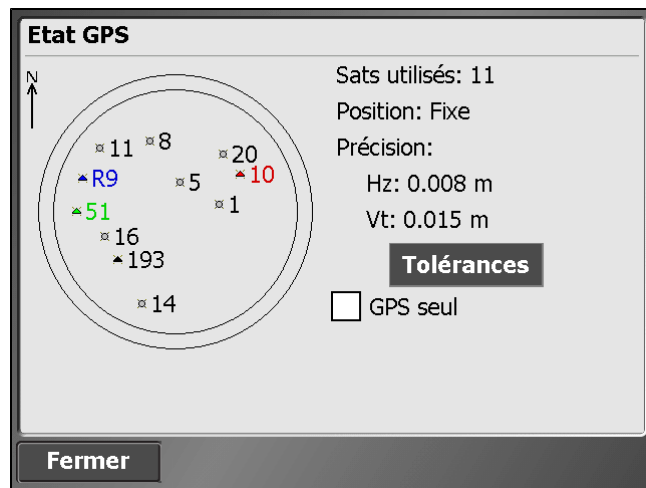 Etat GPS
N
Sats utilisés: 11
Position: Fixe
Précision:
Hz: 0.008 m
Vt: 0.015 m
Tolérances
GPS seul
11
8
20
R9
5
10
51
1
16
193
14
Fermer